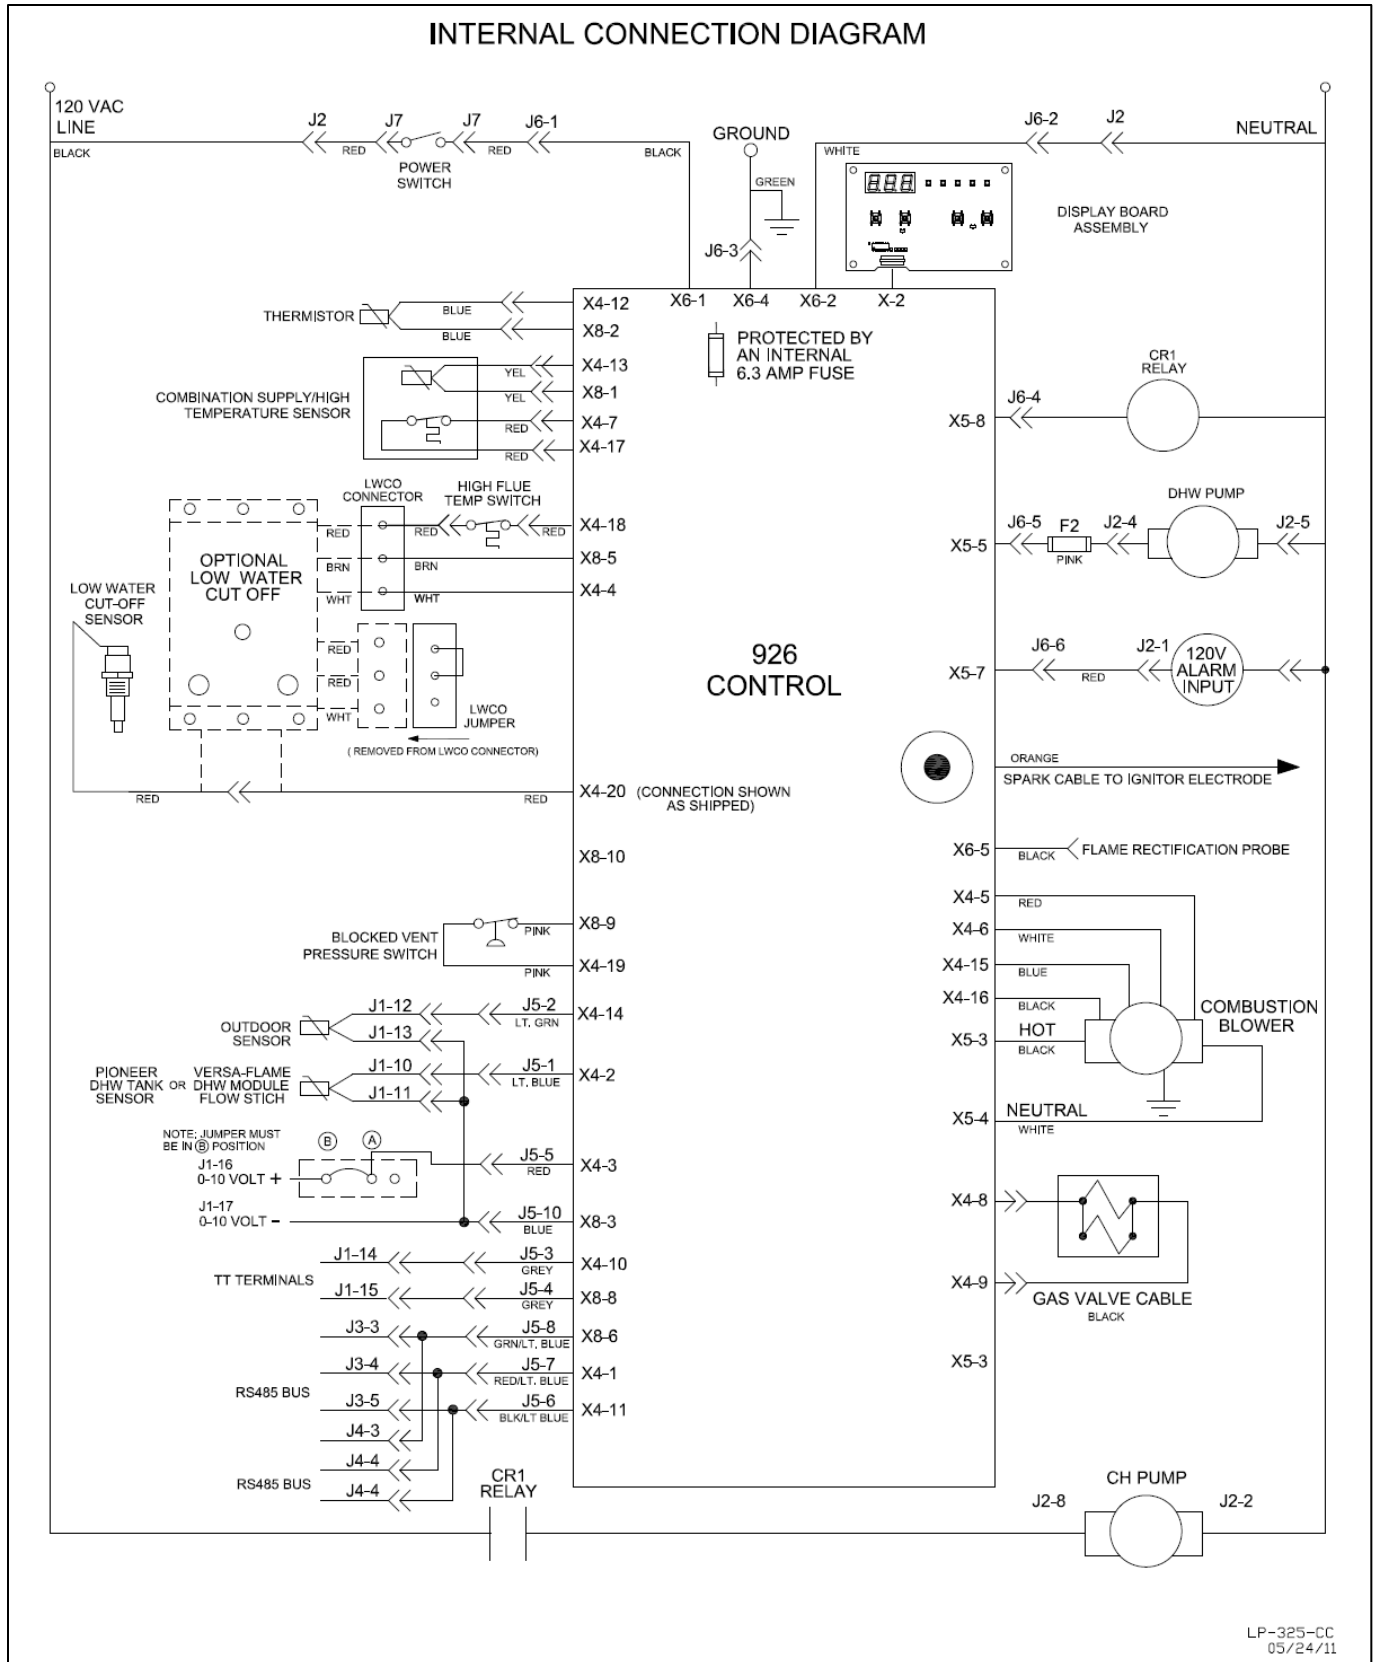 INTERNAL CONNECTION DIAGRAM
120 VAC
LINE
BLACK
J2
J7
RED
POWER
SWITCH
J7
RED
J6-1
BLACK
GROUND
GREEN
J6-3
WHITE
J6-2
J2
NEUTRAL
DISPLAY BOARD
ASSEMBLY
X6-1
X6-4
X6-2
X-2
PROTECTED BY
AN INTERNAL
6.3 AMP FUSE
THERMISTOR
BLUE
X4-12
BLUE
X8-2
COMBINATION SUPPLY/HIGH
TEMPERATURE SENSOR
YEL
X4-13
YEL
X8-1
RED
X4-7
RED
X4-17
LWCO
CONNECTOR
HIGH FLUE
TEMP SWITCH
RED
RED
RED
X4-18
BRN
BRN
X8-5
WHT
WHT
X4-4
OPTIONAL
LOW WATER
CUT OFF
LOW WATER
CUT-OFF
SENSOR
RED
RED
WHT
LWCO
JUMPER
( REMOVED FROM LWCO CONNECTOR)
RED
RED
X4-20 (CONNECTION SHOWN
AS SHIPPED)
X8-10
BLOCKED VENT
PRESSURE SWITCH
PINK
X8-9
PINK
X4-19
OUTDOOR
SENSOR
J1-12
J5-2
LT. GRN
X4-14
J1-13
PIONEER
DHW TANK
SENSOR
OR
VERSA-FLAME
DHW MODULE
FLOW STICH
J1-10
J5-1
LT. BLUE
X4-2
J1-11
NOTE; JUMPER MUST
BE IN B POSITION
B
A
J1-16
0-10 VOLT +
J5-5
RED
X4-3
J1-17
0-10 VOLT -
J5-10
BLUE
X8-3
TT TERMINALS
J1-14
J5-3
GREY
X4-10
J1-15
J5-4
GREY
X8-8
RS485 BUS
J3-3
J5-8
GRN/LT. BLUE
X8-6
J3-4
J5-7
RED/LT. BLUE
X4-1
J3-5
J5-6
BLK/LT BLUE
X4-11
RS485 BUS
J4-3
J4-4
J4-4
CR1
RELAY
926
CONTROL
CR1
RELAY
X5-8
J6-4
DHW PUMP
X5-5
J6-5
F2
PINK
J2-4
J2-5
X5-7
J6-6
RED
J2-1
120V
ALARM
INPUT
ORANGE
SPARK CABLE TO IGNITOR ELECTRODE
X6-5
BLACK
FLAME RECTIFICATION PROBE
X4-5
RED
X4-6
WHITE
X4-15
BLUE
X4-16
BLACK
X5-3
HOT
BLACK
COMBUSTION
BLOWER
X5-4
NEUTRAL
WHITE
X4-8
X4-9
GAS VALVE CABLE
BLACK
X5-3
CH PUMP
J2-8
J2-2
LP-325-CC
05/24/11